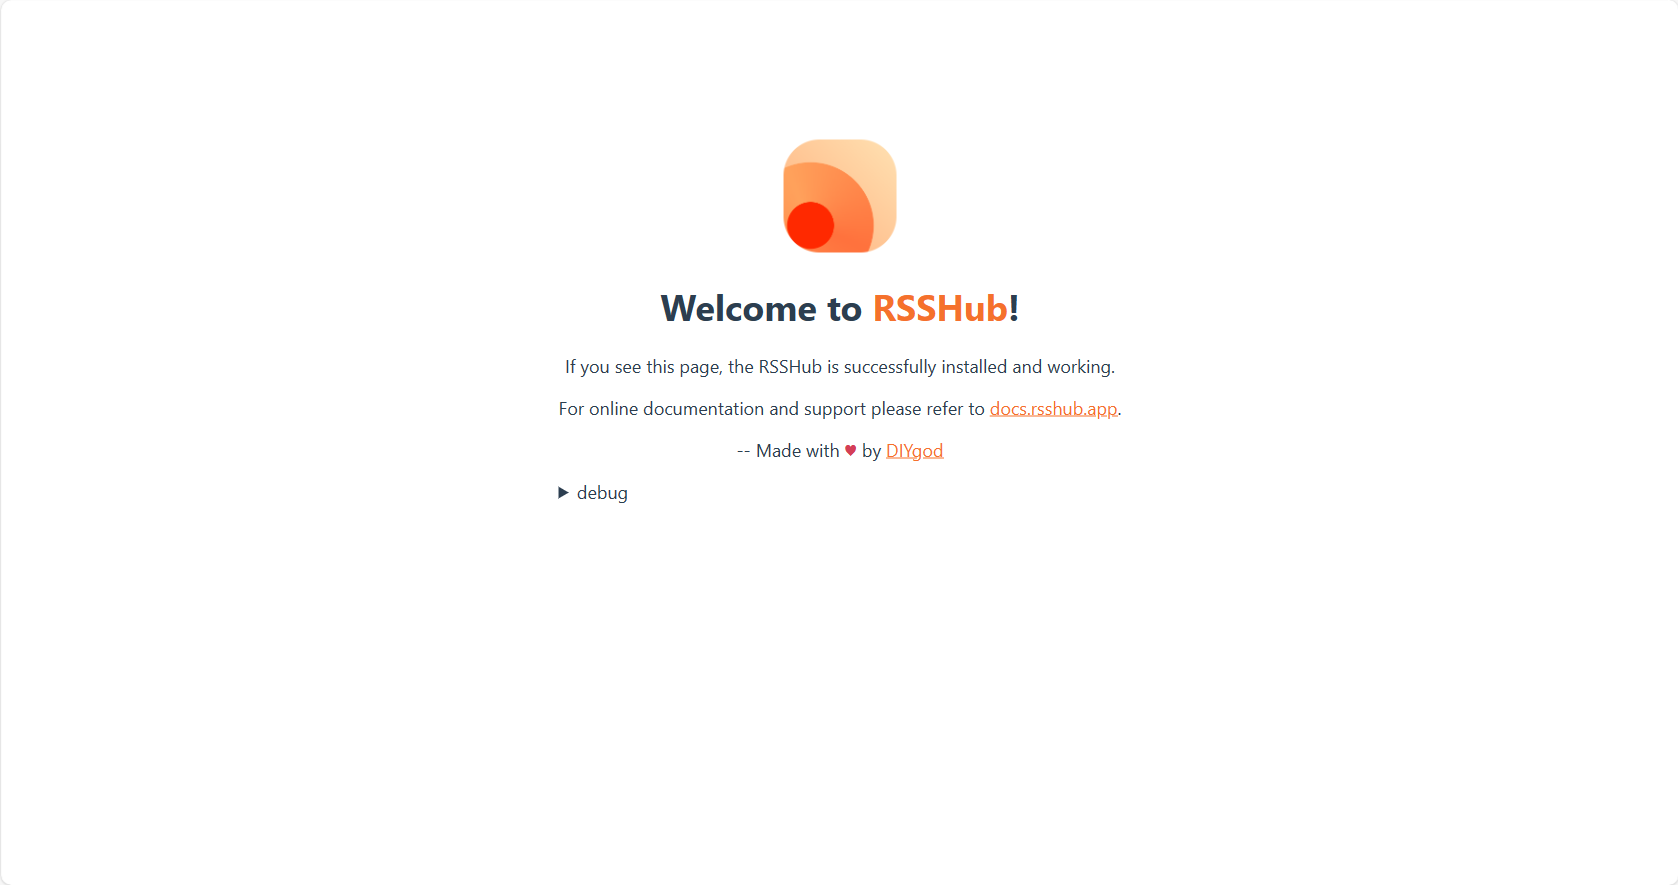 Welcome to RSSHub!
If you see this page, the RSSHub is successfully installed and working.
For online documentation and support please refer to docs.rsshub.app.
-- Made with ♥ by DIYgod
▶ debug